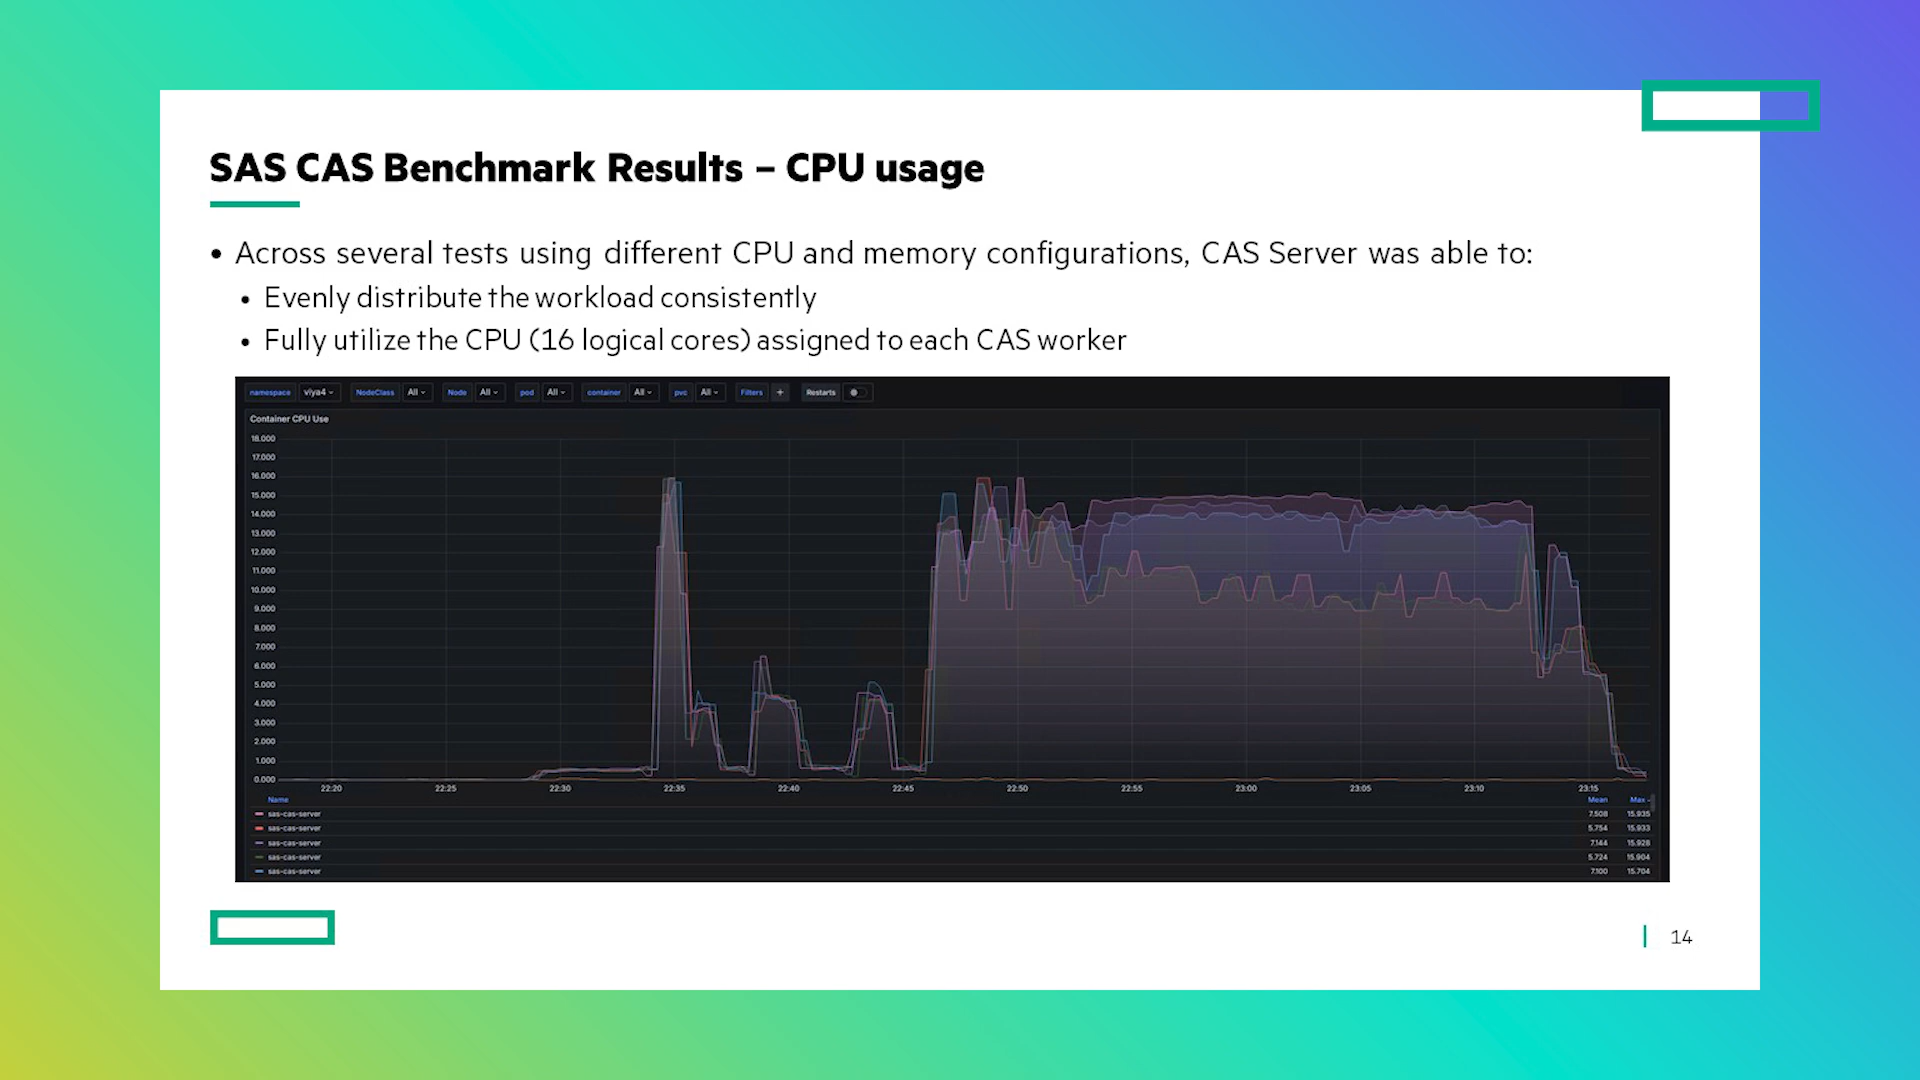 SAS CAS Benchmark Results – CPU usage
• Across several tests using different CPU and memory configurations, CAS Server was able to:
• Evenly distribute the workload consistently
• Fully utilize the CPU (16 logical cores) assigned to each CAS worker
namespace viya4 NodeClass All Node All pod All container All pvc All Filters + Restarts
Container CPU Use
18.000
17.000
16.000
15.000
14.000
13.000
12.000
11.000
10.000
9.000
8.000
7.000
6.000
5.000
4.000
3.000
2.000
1.000
0.000
22:20 22:25 22:30 22:35 22:40 22:45 22:50 22:55 23:00 23:05 23:10 23:15
Name Mean Max
sas-cas-server 7.508 15.935
sas-cas-server 5.754 15.933
sas-cas-server 7.144 15.928
sas-cas-server 5.724 15.904
sas-cas-server 7.100 15.704
14